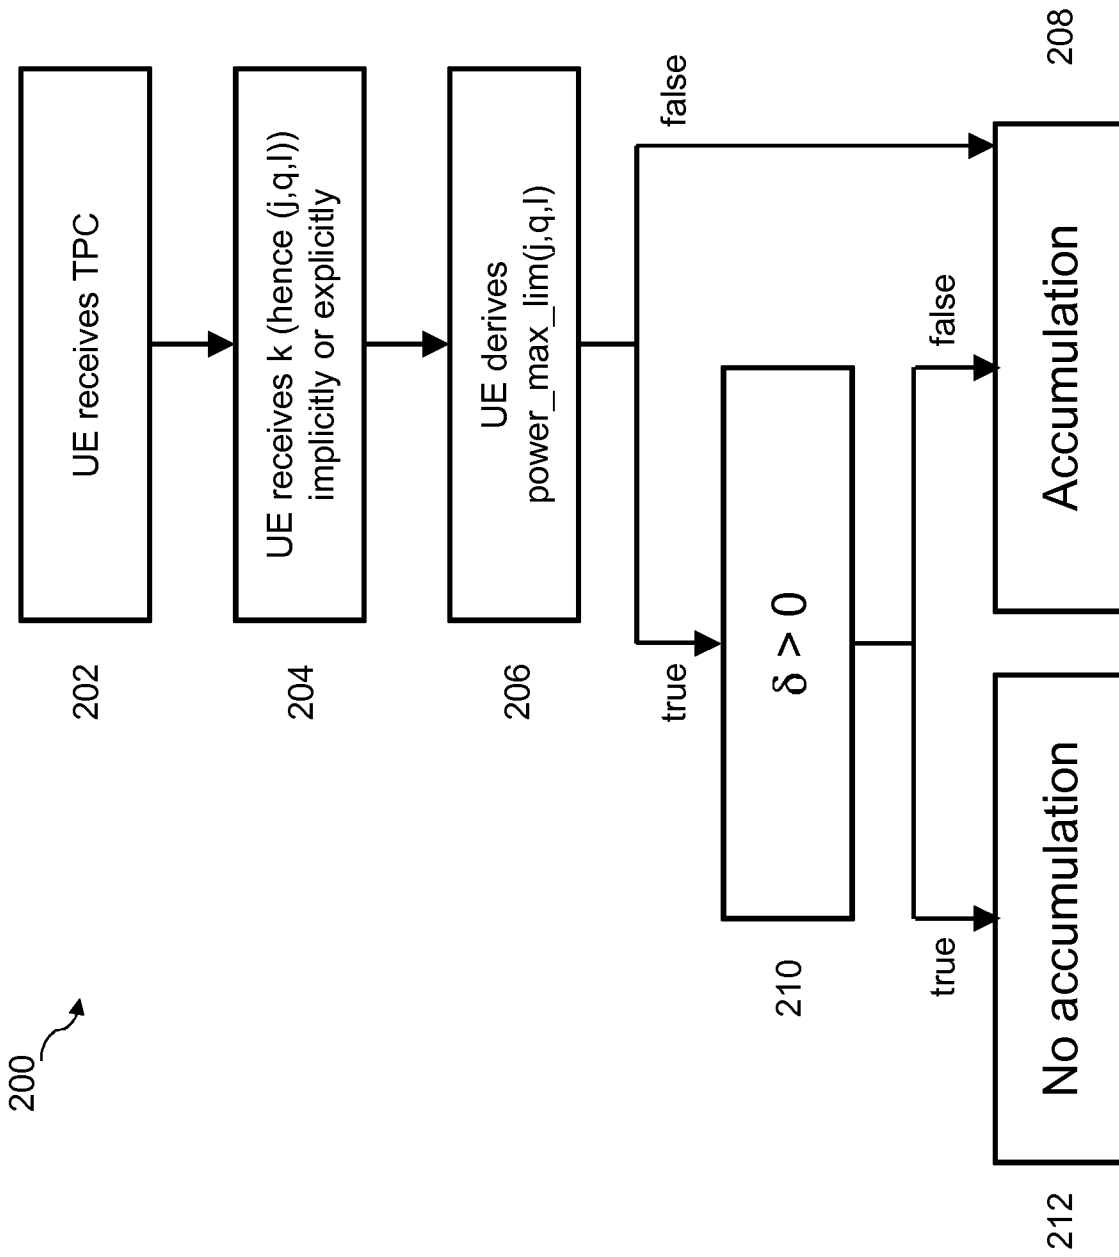 200
202
UE receives TPC
204
UE receives k (hence (j,q,l))
implicitly or explicitly
206
UE derives
power_max_lim(j,q,l)
true
false
210
δ > 0
true
false
212
No accumulation
Accumulation
208